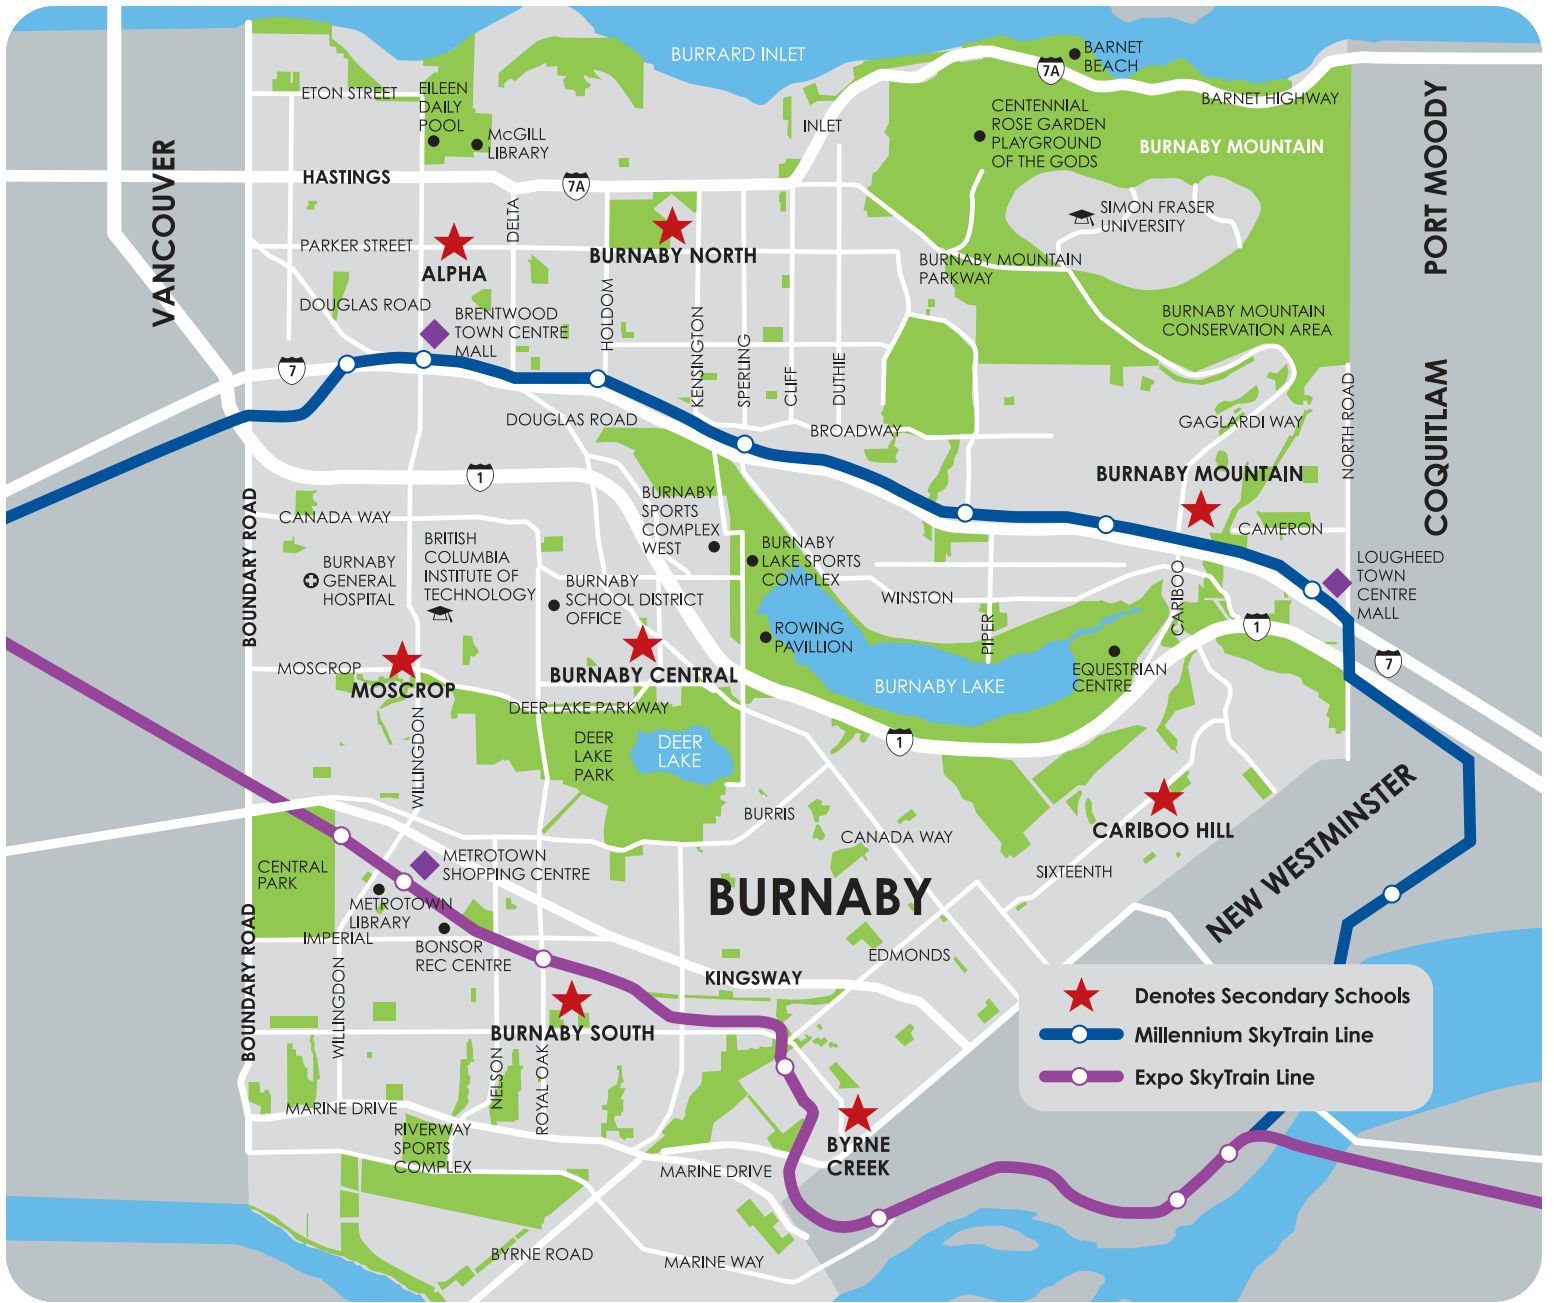 BURRARD INLET
BARNET
BEACH
7A
ETON STREET
EILEEN
DAILY
POOL
McGILL
LIBRARY
INLET
CENTENNIAL
ROSE GARDEN
PLAYGROUND
OF THE GODS
BARNET HIGHWAY
BURNABY MOUNTAIN
PORT MOODY
VANCOUVER
HASTINGS
7A
DELTA
SIMON FRASER
UNIVERSITY
PARKER STREET
ALPHA
BURNABY NORTH
BURNABY MOUNTAIN
PARKWAY
DOUGLAS ROAD
BRENTWOOD
TOWN CENTRE
MALL
HOLDOM
KENSINGTON
SPERLING
CLIFF
DUTHIE
BURNABY MOUNTAIN
CONSERVATION AREA
7
DOUGLAS ROAD
BROADWAY
GAGLARDI WAY
NORTH ROAD
COQUITLAM
1
BURNABY MOUNTAIN
BOUNDARY ROAD
CANADA WAY
BURNABY
SPORTS
COMPLEX
WEST
BURNABY
LAKE SPORTS
COMPLEX
CAMERON
BURNABY
GENERAL
HOSPITAL
BRITISH
COLUMBIA
INSTITUTE OF
TECHNOLOGY
BURNABY
SCHOOL DISTRICT
OFFICE
WINSTON
CARIBOO
LOUGHEED
TOWN
CENTRE
MALL
ROWING
PAVILLION
PIPER
1
7
MOSCROP
MOSCROP
BURNABY CENTRAL
BURNABY LAKE
EQUESTRIAN
CENTRE
DEER LAKE PARKWAY
WILLINGDON
DEER
LAKE
PARK
DEER
LAKE
1
BURRIS
CANADA WAY
CARIBOO HILL
NEW WESTMINSTER
CENTRAL
PARK
METROTOWN
SHOPPING CENTRE
SIXTEENTH
METROTOWN
LIBRARY
BURNABY
IMPERIAL
BONSOR
REC CENTRE
EDMONDS
BOUNDARY ROAD
WILLINGDON
KINGSWAY
BURNABY SOUTH
NELSON
ROYAL OAK
Denotes Secondary Schools
Millennium SkyTrain Line
Expo SkyTrain Line
MARINE DRIVE
RIVERWAY
SPORTS
COMPLEX
BYRNE
CREEK
MARINE DRIVE
BYRNE ROAD
MARINE WAY